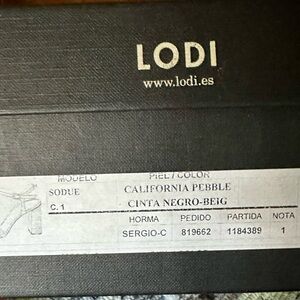 LODI
www.lodi.es
MODELO PIEL / COLOR
SODUE CALIFORNIA PEBBLE
C. 1 CINTA NEGRO-BEIG
HORMA PEDIDO PARTIDA NOTA
SERGIO-C 819662 1184389 1